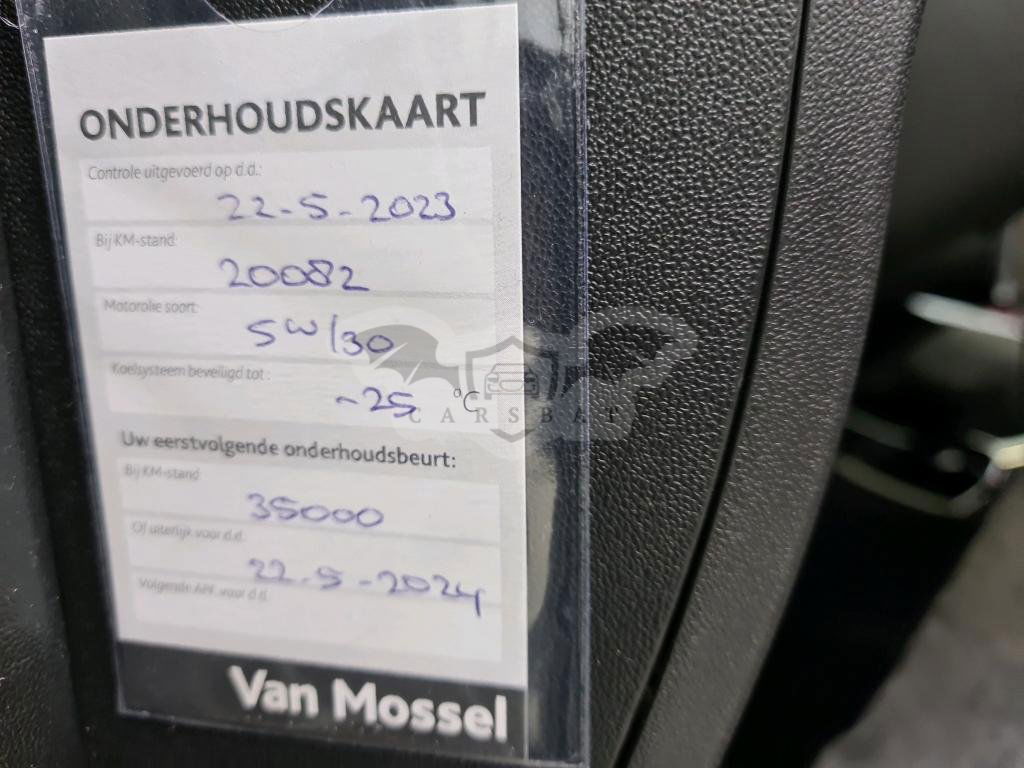 ONDERHOUDSKAART
Controle uitgevoerd op d.d.:
22-5-2023
Bij KM-stand:
20082
Motorolie soort:
5W/30
Koelsysteem beveiligd tot :
-25 °C
CARSBAT
Uw eerstvolgende onderhoudsbeurt:
Bij KM-stand
35000
Of uiterlijk voor d.d.
22-5-2024
Volgende APK voor d.d.
Van Mossel